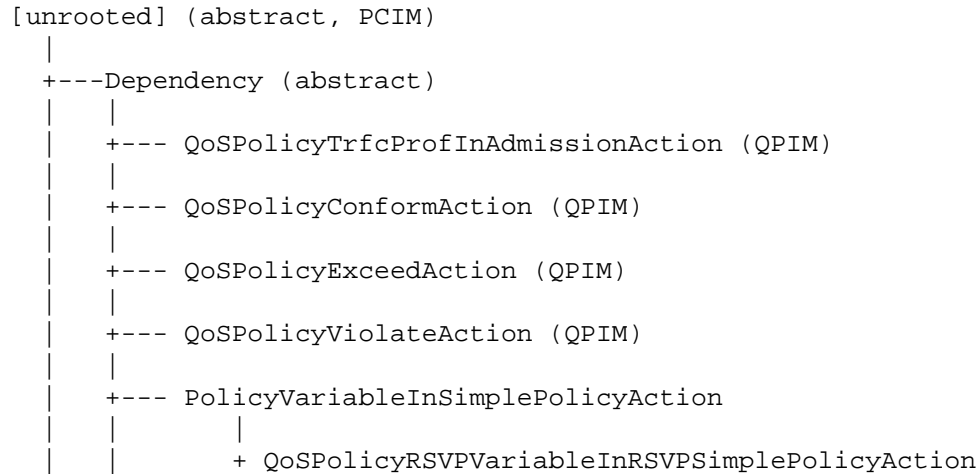 [unrooted] (abstract, PCIM)
|
+---Dependency (abstract)
| |
| +--- QoSPolicyTrfcProfInAdmissionAction (QPIM)
| |
| +--- QoSPolicyConformAction (QPIM)
| |
| +--- QoSPolicyExceedAction (QPIM)
| |
| +--- QoSPolicyViolateAction (QPIM)
| |
| +--- PolicyVariableInSimplePolicyAction
| | |
| | + QoSPolicyRSVPVariableInRSVPSimplePolicyAction